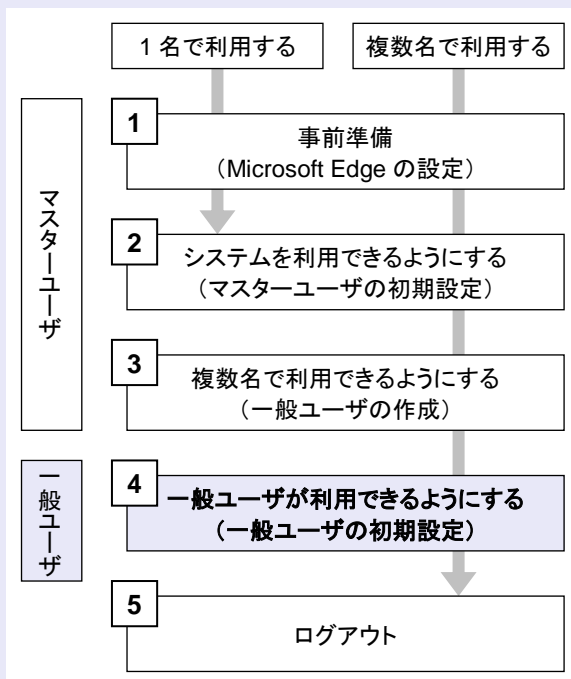 1 名で利用する
複数名で利用する
マスターユーザ
1
事前準備
（Microsoft Edge の設定）
2
システムを利用できるようにする
（マスターユーザの初期設定）
3
複数名で利用できるようにする
（一般ユーザの作成）
一般ユーザ
4
一般ユーザが利用できるようにする
（一般ユーザの初期設定）
5
ログアウト